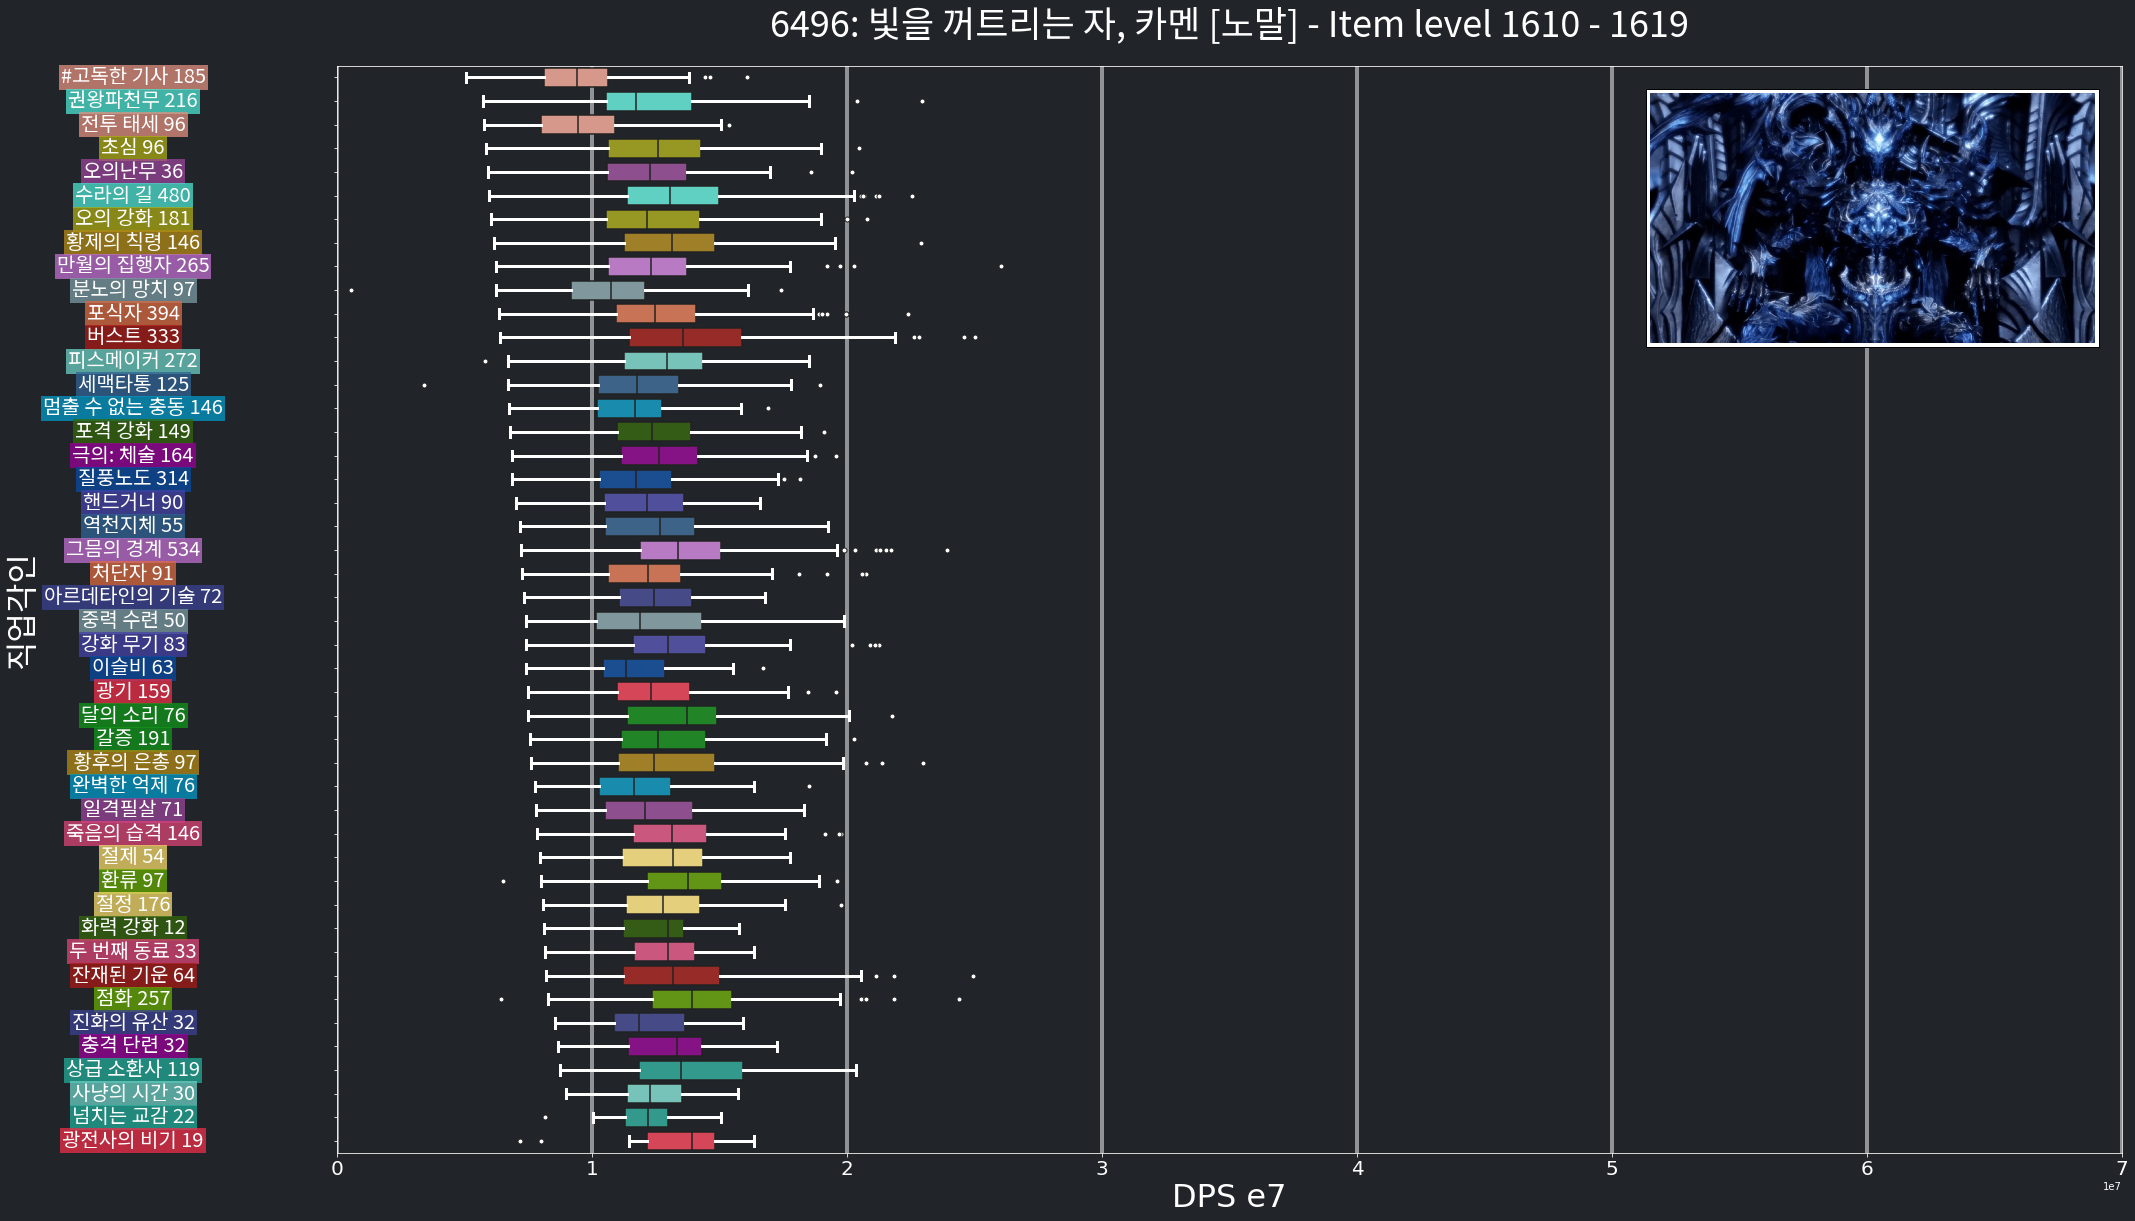 6496: 빛을 꺼트리는 자, 카멘 [노말] - Item level 1610 - 1619
#고독한 기사 185
권왕파천무 216
전투 태세 96
초심 96
오의난무 36
수라의 길 480
오의 강화 181
황제의 칙령 146
만월의 집행자 265
분노의 망치 97
포식자 394
버스트 333
피스메이커 272
세맥타통 125
멈출 수 없는 충동 146
포격 강화 149
극의: 체술 164
질풍노도 314
핸드거너 90
역천지체 55
그믐의 경계 534
처단자 91
아르데타인의 기술 72
중력 수련 50
강화 무기 83
이슬비 63
광기 159
달의 소리 76
갈증 191
황후의 은총 97
완벽한 억제 76
일격필살 71
죽음의 습격 146
절제 54
환류 97
절정 176
화력 강화 12
두 번째 동료 33
잔재된 기운 64
점화 257
진화의 유산 32
충격 단련 32
상급 소환사 119
사냥의 시간 30
넘치는 교감 22
광전사의 비기 19
직업각인
0 1 2 3 4 5 6 7
1e7
DPS e7